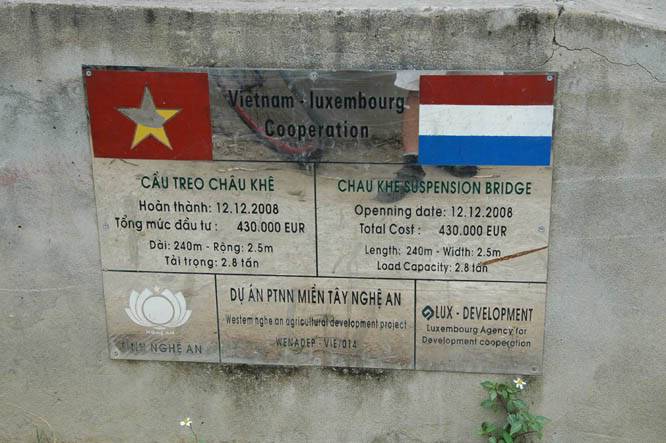 Vietnam - luxembourg
Cooperation
CẦU TREO CHÂU KHÊ
Hoàn thành: 12.12.2008
Tổng mức đầu tư : 430.000 EUR
Dài: 240m - Rộng: 2.5m
Tải trọng: 2.8 tấn
CHAU KHE SUSPENSION BRIDGE
Openning date: 12.12.2008
Total Cost : 430.000 EUR
Length: 240m - Width: 2.5m
Load Capacity: 2.8 tấn
NGHỆ AN
TỈNH NGHỆ AN
DỰ ÁN PTNN MIỀN TÂY NGHỆ AN
Western nghe an agricultural development project
WENADEP - VIE/014
LUX - DEVELOPMENT
Luxembourg Agency for
Development cooperation